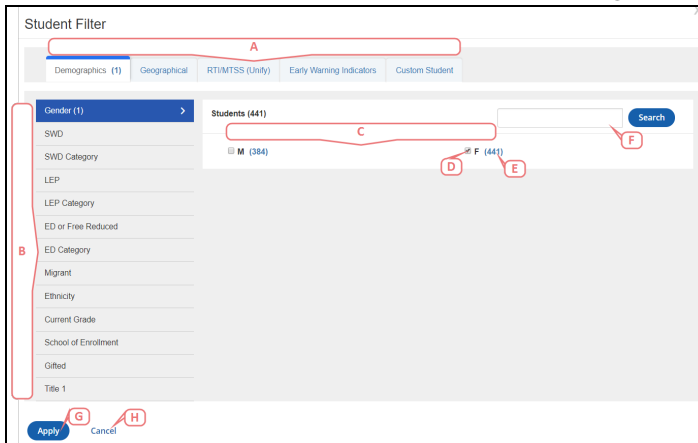 Student Filter
A
Demographics (1) Geographical RTI/MTSS (Unify) Early Warning Indicators Custom Student
Gender (1) >
Students (441)
Search
SWD
C
F
SWD Category
M (384)
F (441)
D
E
LEP
LEP Category
ED or Free Reduced
B
ED Category
Migrant
Ethnicity
Current Grade
School of Enrollment
Gifted
Title 1
G
H
Apply Cancel